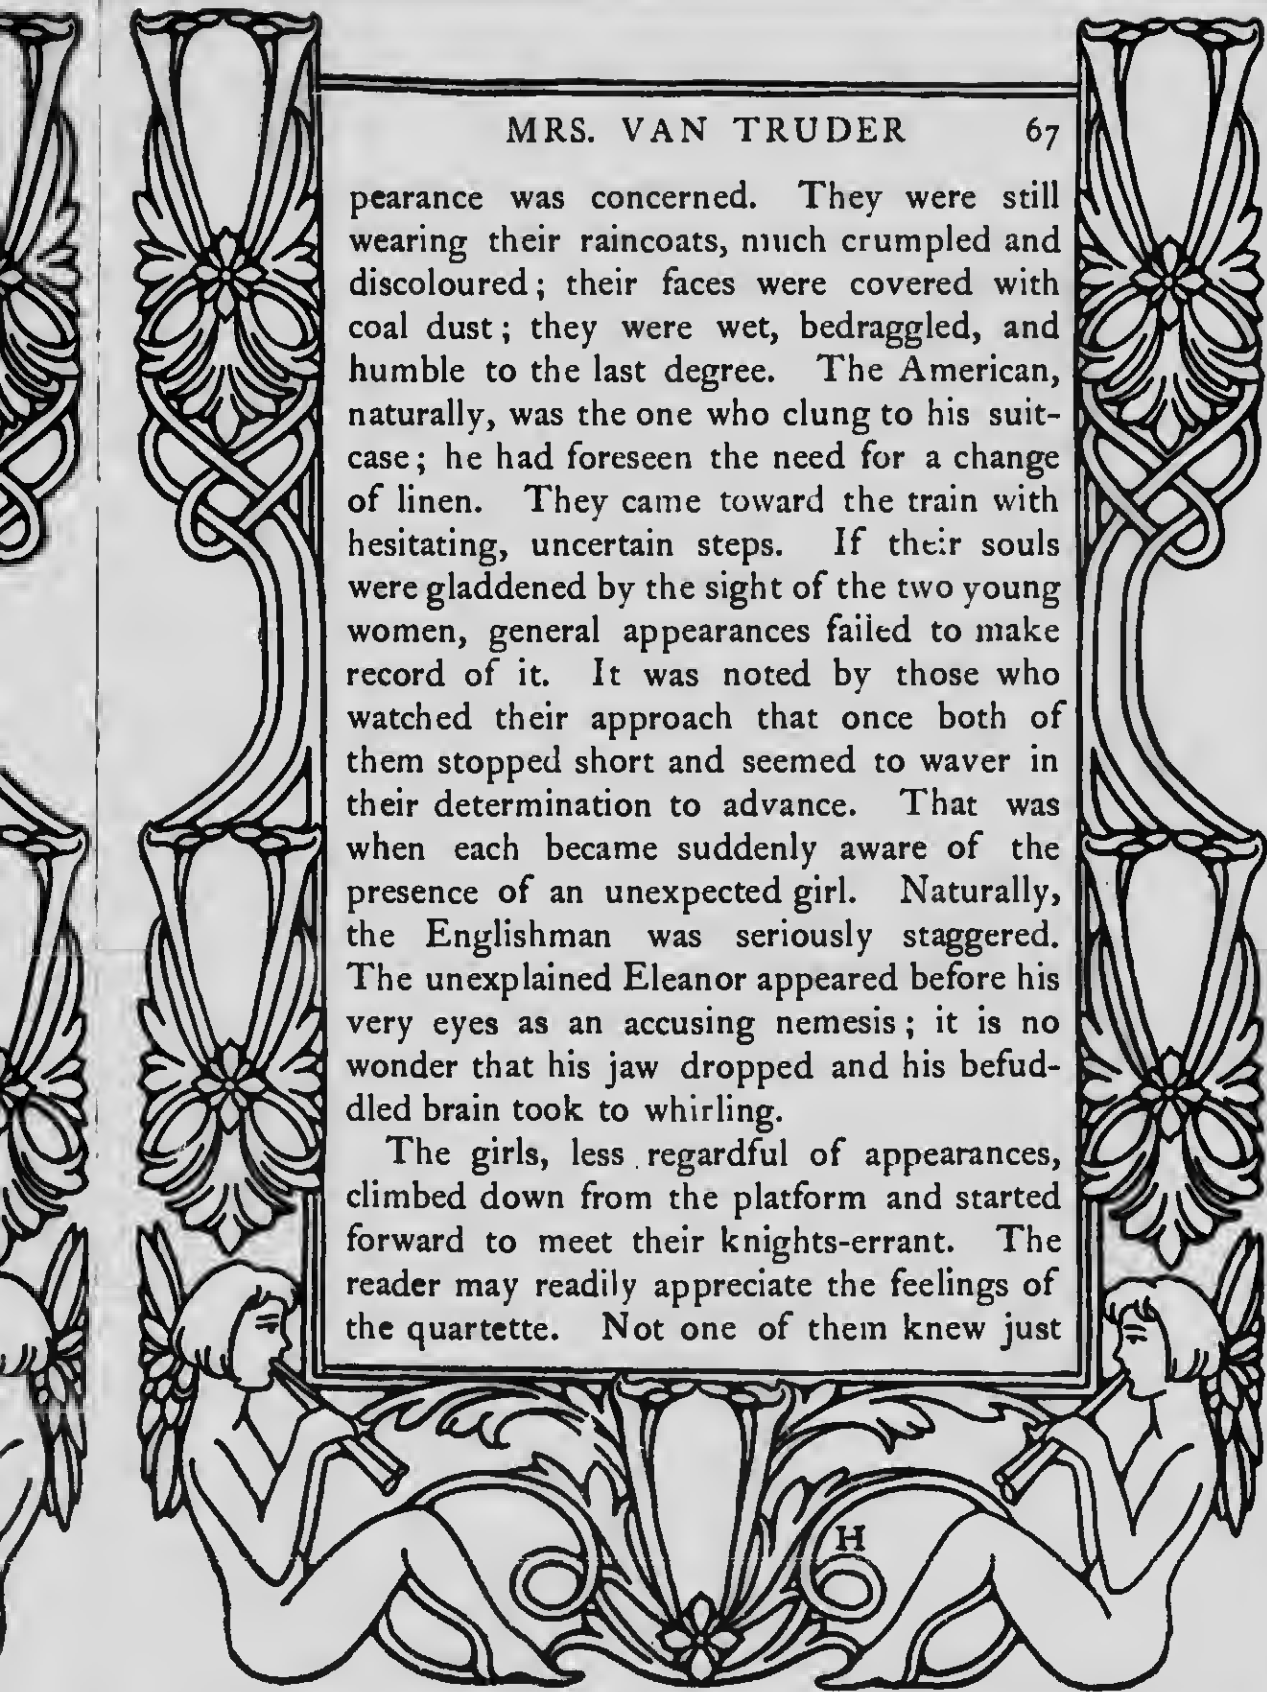 MRS. VAN TRUDER 67
pearance was concerned. They were still
wearing their raincoats, much crumpled and
discoloured; their faces were covered with
coal dust; they were wet, bedraggled, and
humble to the last degree. The American,
naturally, was the one who clung to his suit-
case; he had foreseen the need for a change
of linen. They came toward the train with
hesitating, uncertain steps. If their souls
were gladdened by the sight of the two young
women, general appearances failed to make
record of it. It was noted by those who
watched their approach that once both of
them stopped short and seemed to waver in
their determination to advance. That was
when each became suddenly aware of the
presence of an unexpected girl. Naturally,
the Englishman was seriously staggered.
The unexplained Eleanor appeared before his
very eyes as an accusing nemesis; it is no
wonder that his jaw dropped and his befud-
dled brain took to whirling.
The girls, less regardful of appearances,
climbed down from the platform and started
forward to meet their knights-errant. The
reader may readily appreciate the feelings of
the quartette. Not one of them knew just
H